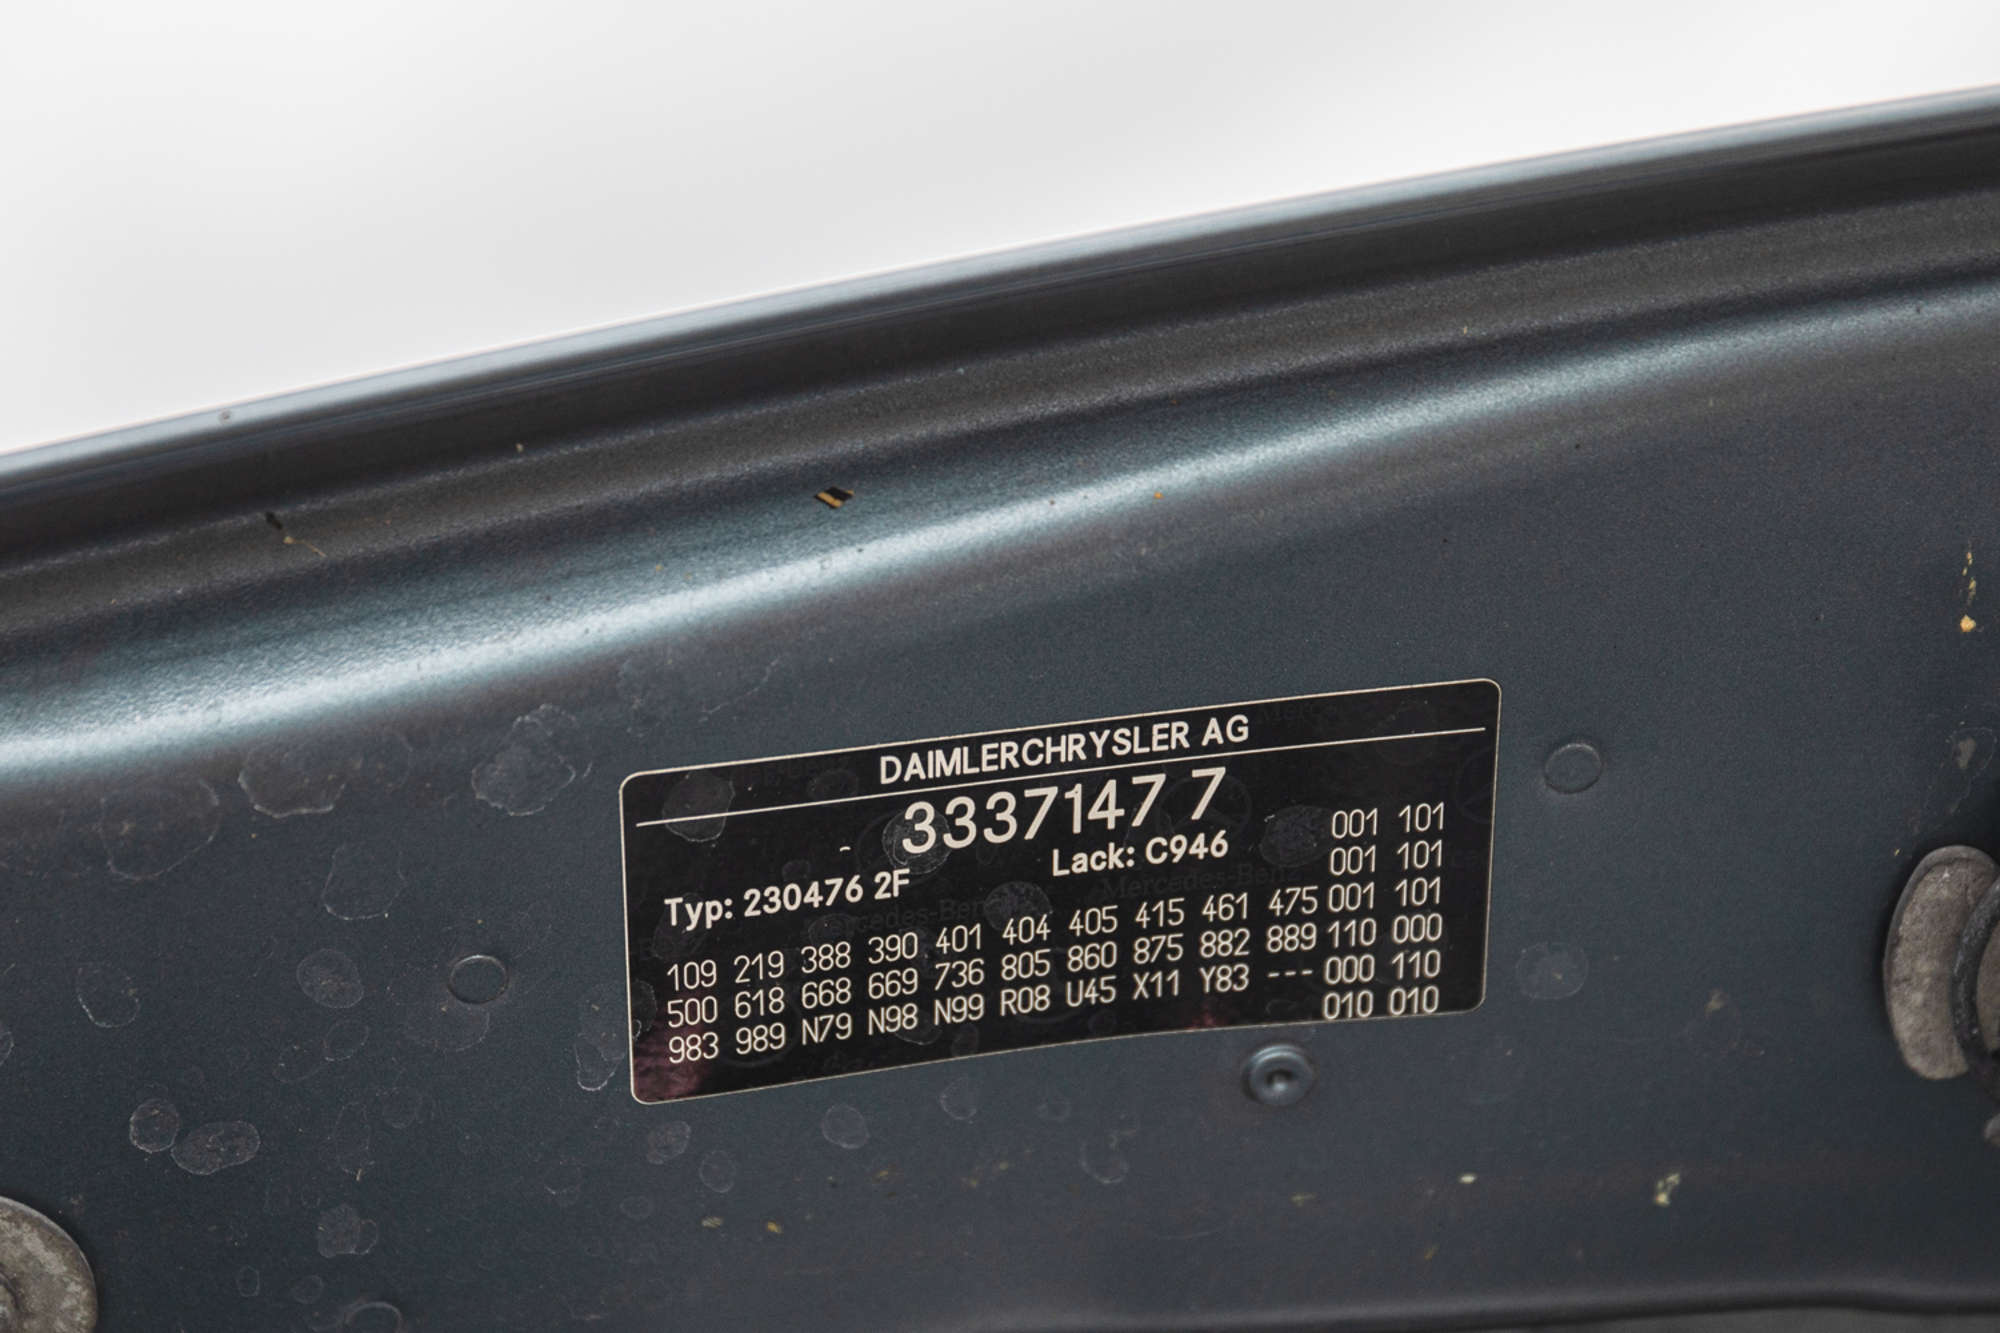 DAIMLERCHRYSLER AG
3337147 7
Typ: 230476 2F Lack: C946
001 101
001 101
109 219 388 390 401 404 405 415 461 475 001 101
500 618 668 669 736 805 860 875 882 889 110 000
983 989 N79 N98 N99 R08 U45 X11 Y83 --- 000 110
010 010